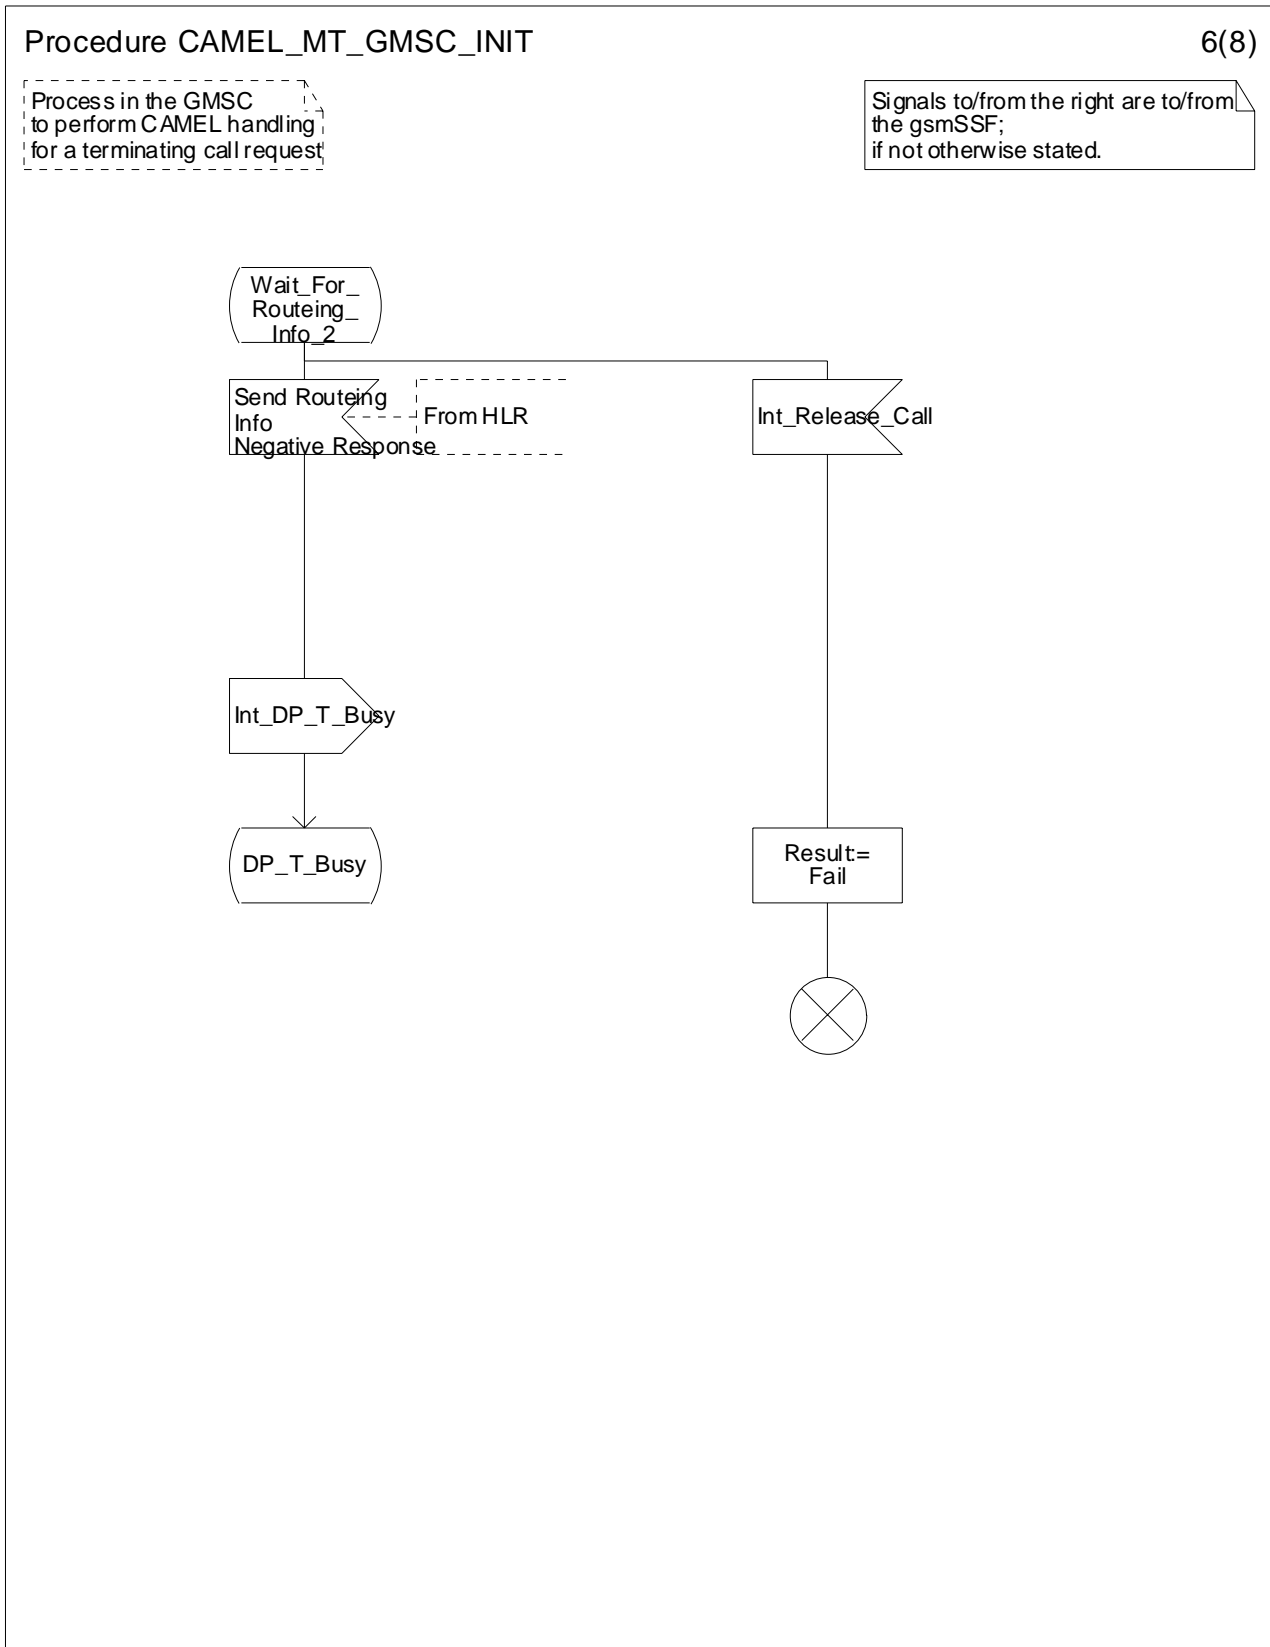 Procedure CAMEL_MT_GMSC_INIT
6(8)
Process in the GMSC
to perform CAMEL handling
for a terminating call request
Signals to/from the right are to/from
the gsmSSF;
if not otherwise stated.
Wait_For_
Routeing_
Info_2
Send Routeing
Info
Negative Response
From HLR
Int_Release_Call
Int_DP_T_Busy
DP_T_Busy
Result:=
Fail